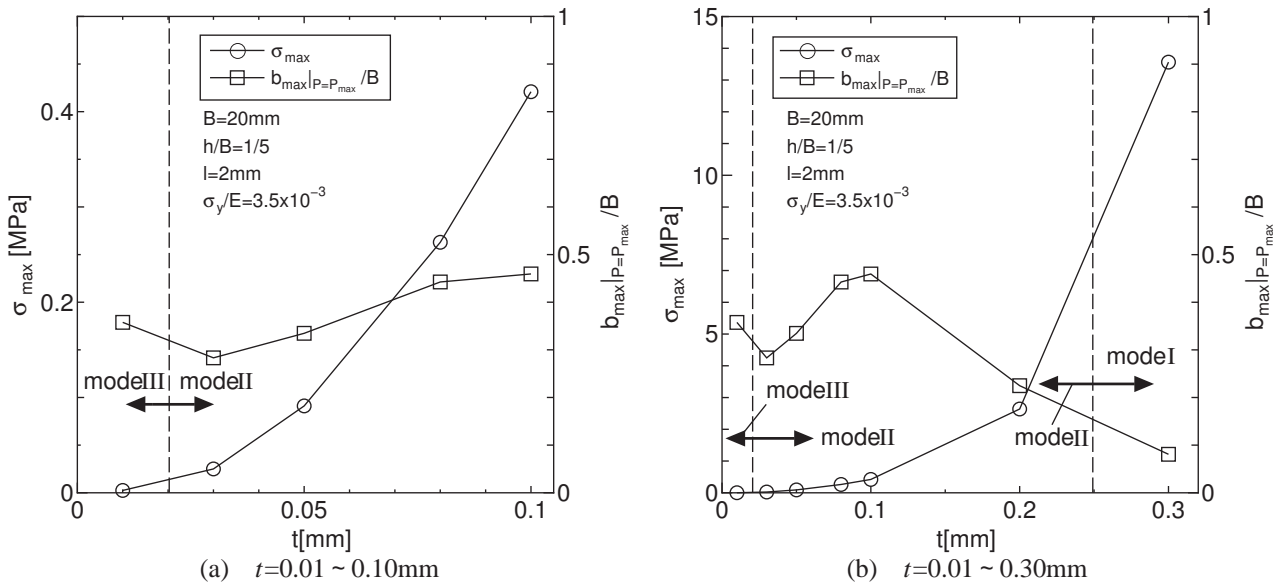 σmax
bmax|P=Pmax/B
B=20mm
h/B=1/5
l=2mm
σy/E=3.5x10−3
modeIII
modeII
0
0.2
0.4
σmax [MPa]
0
0.5
1
bmax|P=Pmax/B
0
0.05
0.1
t[mm]
(a) t=0.01 ~ 0.10mm
σmax
bmax|P=Pmax/B
B=20mm
h/B=1/5
l=2mm
σy/E=3.5x10−3
modeI
modeIII
modeII
modeII
0
5
10
15
σmax [MPa]
0
0.5
1
bmax|P=Pmax/B
0
0.1
0.2
0.3
t[mm]
(b) t=0.01 ~ 0.30mm